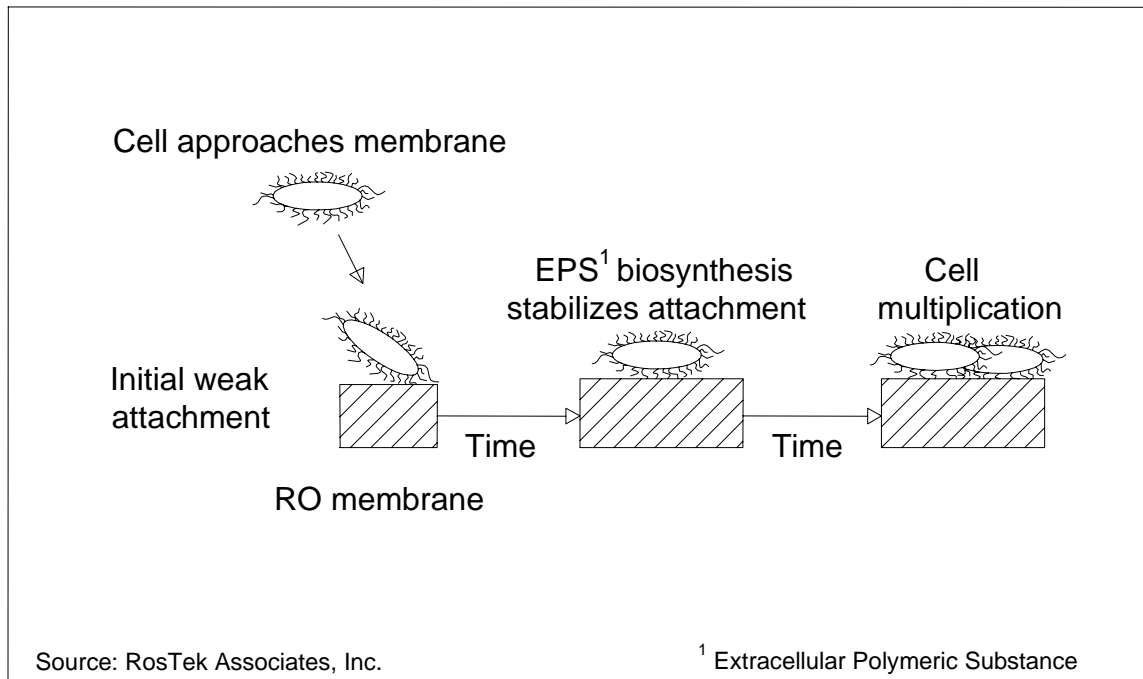 Cell approaches membrane
EPS¹ biosynthesis
stabilizes attachment
Cell
multiplication
Initial weak
attachment
Time
Time
RO membrane
Source: RosTek Associates, Inc.
¹ Extracellular Polymeric Substance